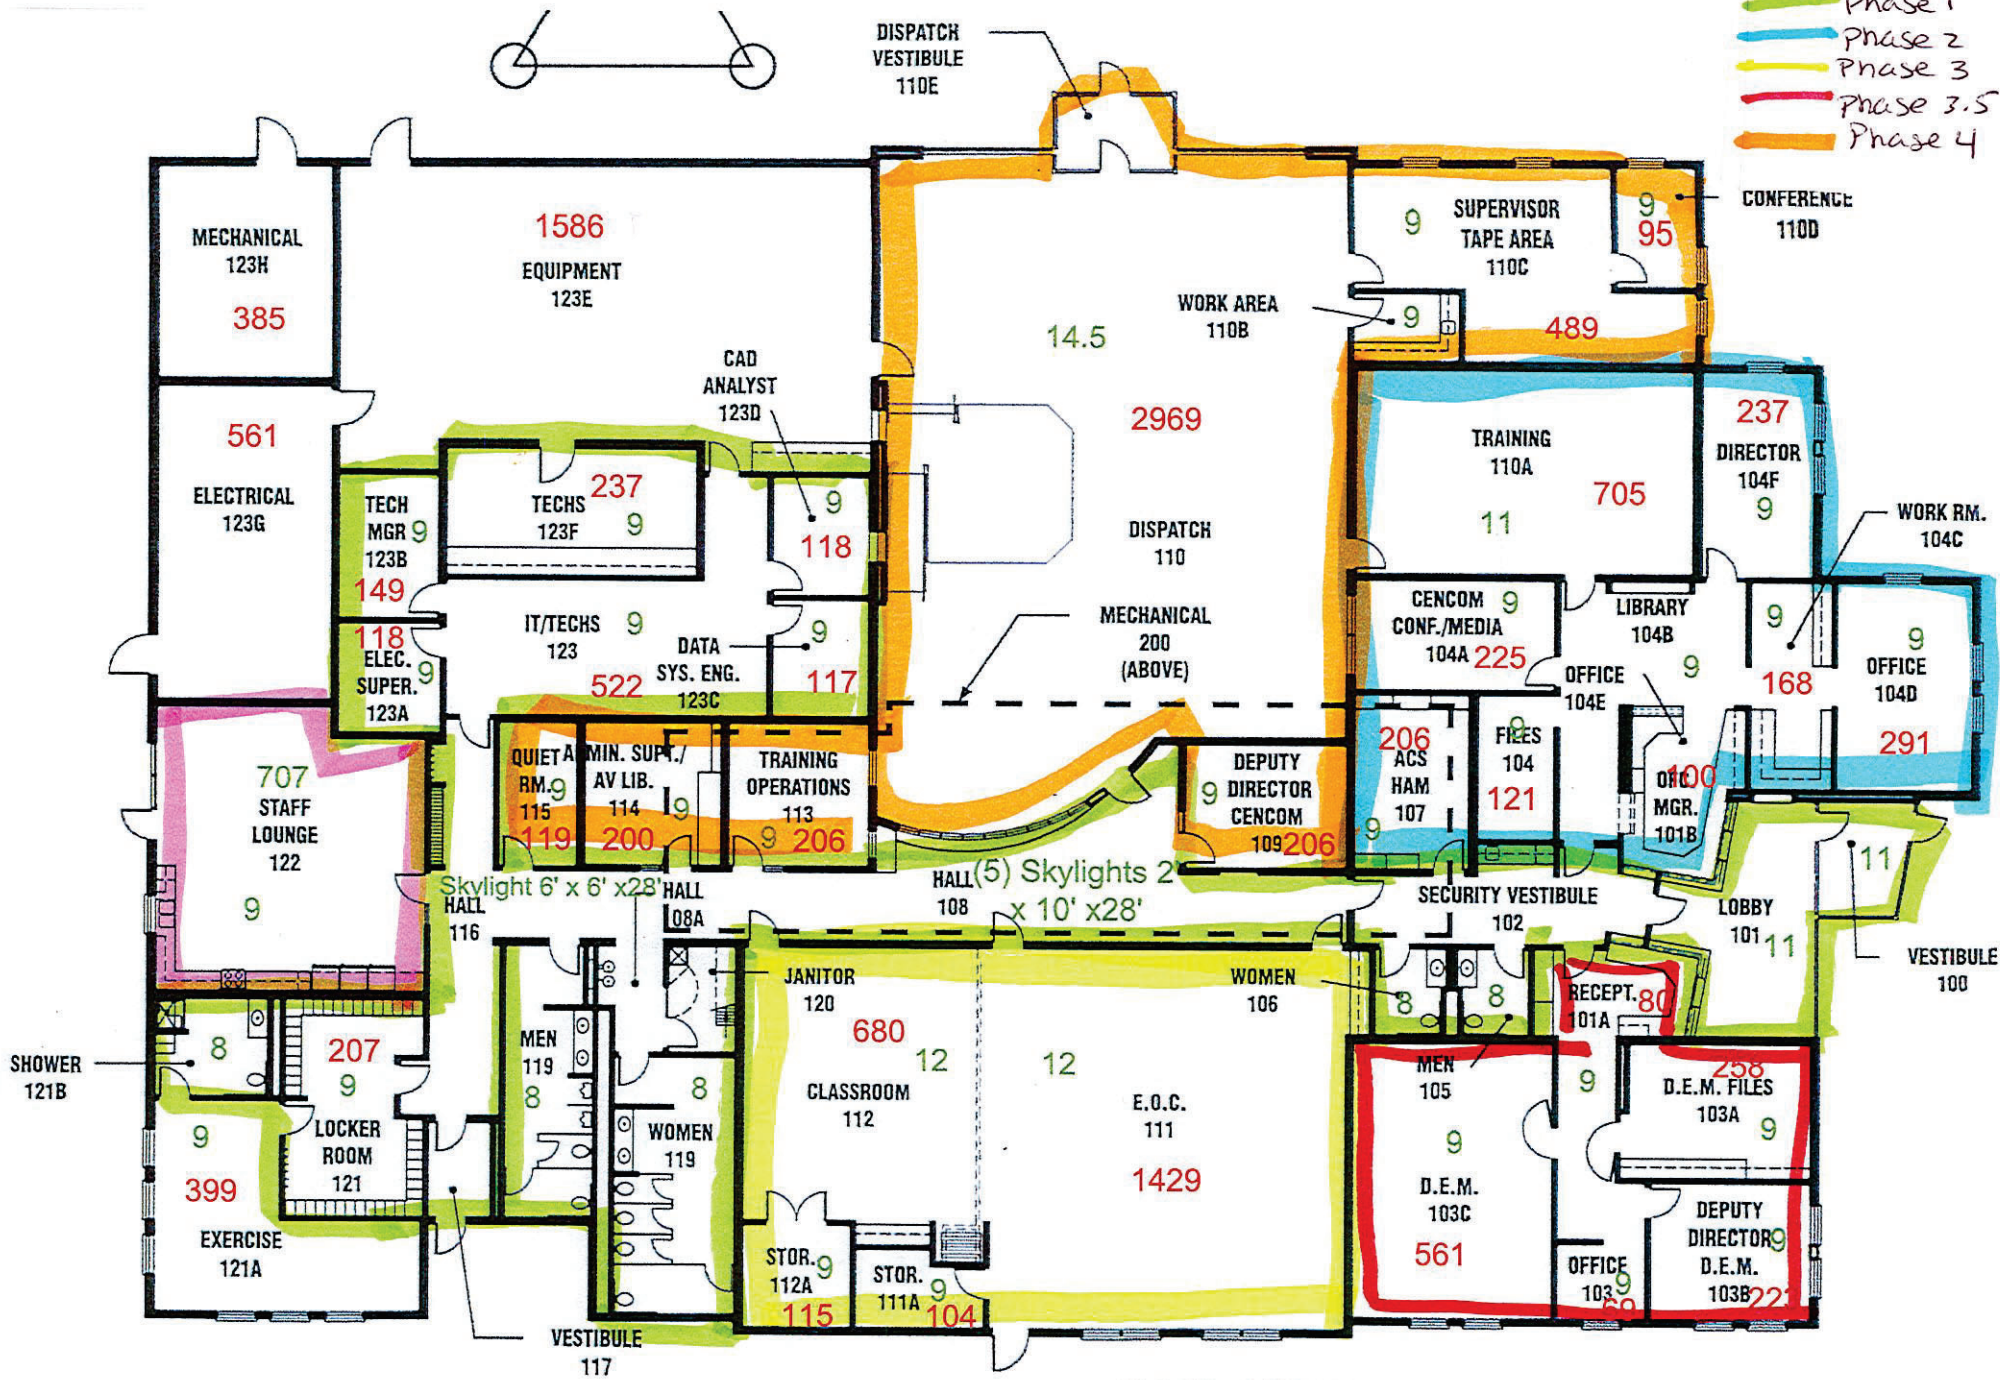 Phase 1
Phase 2
Phase 3
Phase 3.5
Phase 4
DISPATCH
VESTIBULE
110E
MECHANICAL
123H
385
1586
EQUIPMENT
123E
9
SUPERVISOR
TAPE AREA
110C
489
9
95
CONFERENCE
110D
WORK AREA
110B
9
14.5
2969
DISPATCH
110
MECHANICAL
200
(ABOVE)
561
ELECTRICAL
123G
CAD
ANALYST
123D
9
118
TECHS
123F
237
9
TECH
MGR
123B
9
149
118
ELEC.
SUPER.
123A
9
IT/TECHS
123
9
522
DATA
SYS. ENG.
123C
9
117
TRAINING
110A
705
11
237
DIRECTOR
104F
9
WORK RM.
104C
9
168
CENCOM
CONF./MEDIA
104A
9
225
LIBRARY
104B
9
OFFICE
104E
9
OFFICE
104D
291
206
ACS
HAM
107
9
9
FILES
104
121
100
OFC
MGR.
101B
707
STAFF
LOUNGE
122
9
QUIET
RM.
115
9
119
ADMIN. SUPT./
AV LIB.
114
9
200
TRAINING
OPERATIONS
113
9
206
DEPUTY
DIRECTOR
CENCOM
109
9
206
Skylight 6' x 6' x28'
HALL
116
HALL
108A
HALL
108
(5) Skylights 2'
x 10' x28'
SECURITY VESTIBULE
102
LOBBY
101
11
11
VESTIBULE
100
SHOWER
121B
8
207
9
LOCKER
ROOM
121
9
399
EXERCISE
121A
VESTIBULE
117
MEN
119
8
8
WOMEN
119
JANITOR
120
680
12
CLASSROOM
112
12
E.O.C.
111
1429
STOR.
112A
9
115
STOR.
111A
9
104
WOMEN
106
8
8
MEN
105
RECEPT.
101A
80
9
D.E.M.
103C
561
9
258
D.E.M. FILES
103A
9
OFFICE
103
9
69
DEPUTY
DIRECTOR
D.E.M.
103B
9